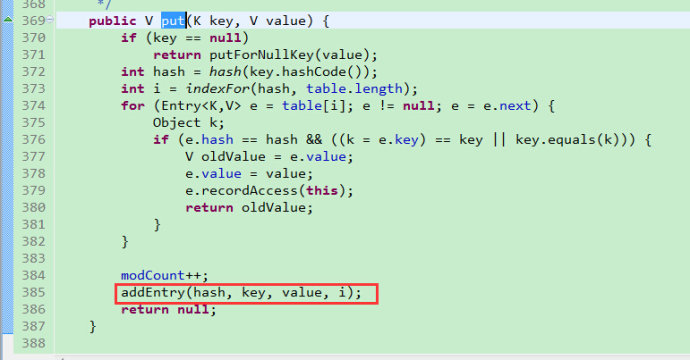 368 */
369 public V put(K key, V value) {
370 if (key == null)
371 return putForNullKey(value);
372 int hash = hash(key.hashCode());
373 int i = indexFor(hash, table.length);
374 for (Entry<K,V> e = table[i]; e != null; e = e.next) {
375 Object k;
376 if (e.hash == hash && ((k = e.key) == key || key.equals(k))) {
377 V oldValue = e.value;
378 e.value = value;
379 e.recordAccess(this);
380 return oldValue;
381 }
382 }
383
384 modCount++;
385 addEntry(hash, key, value, i);
386 return null;
387 }
388